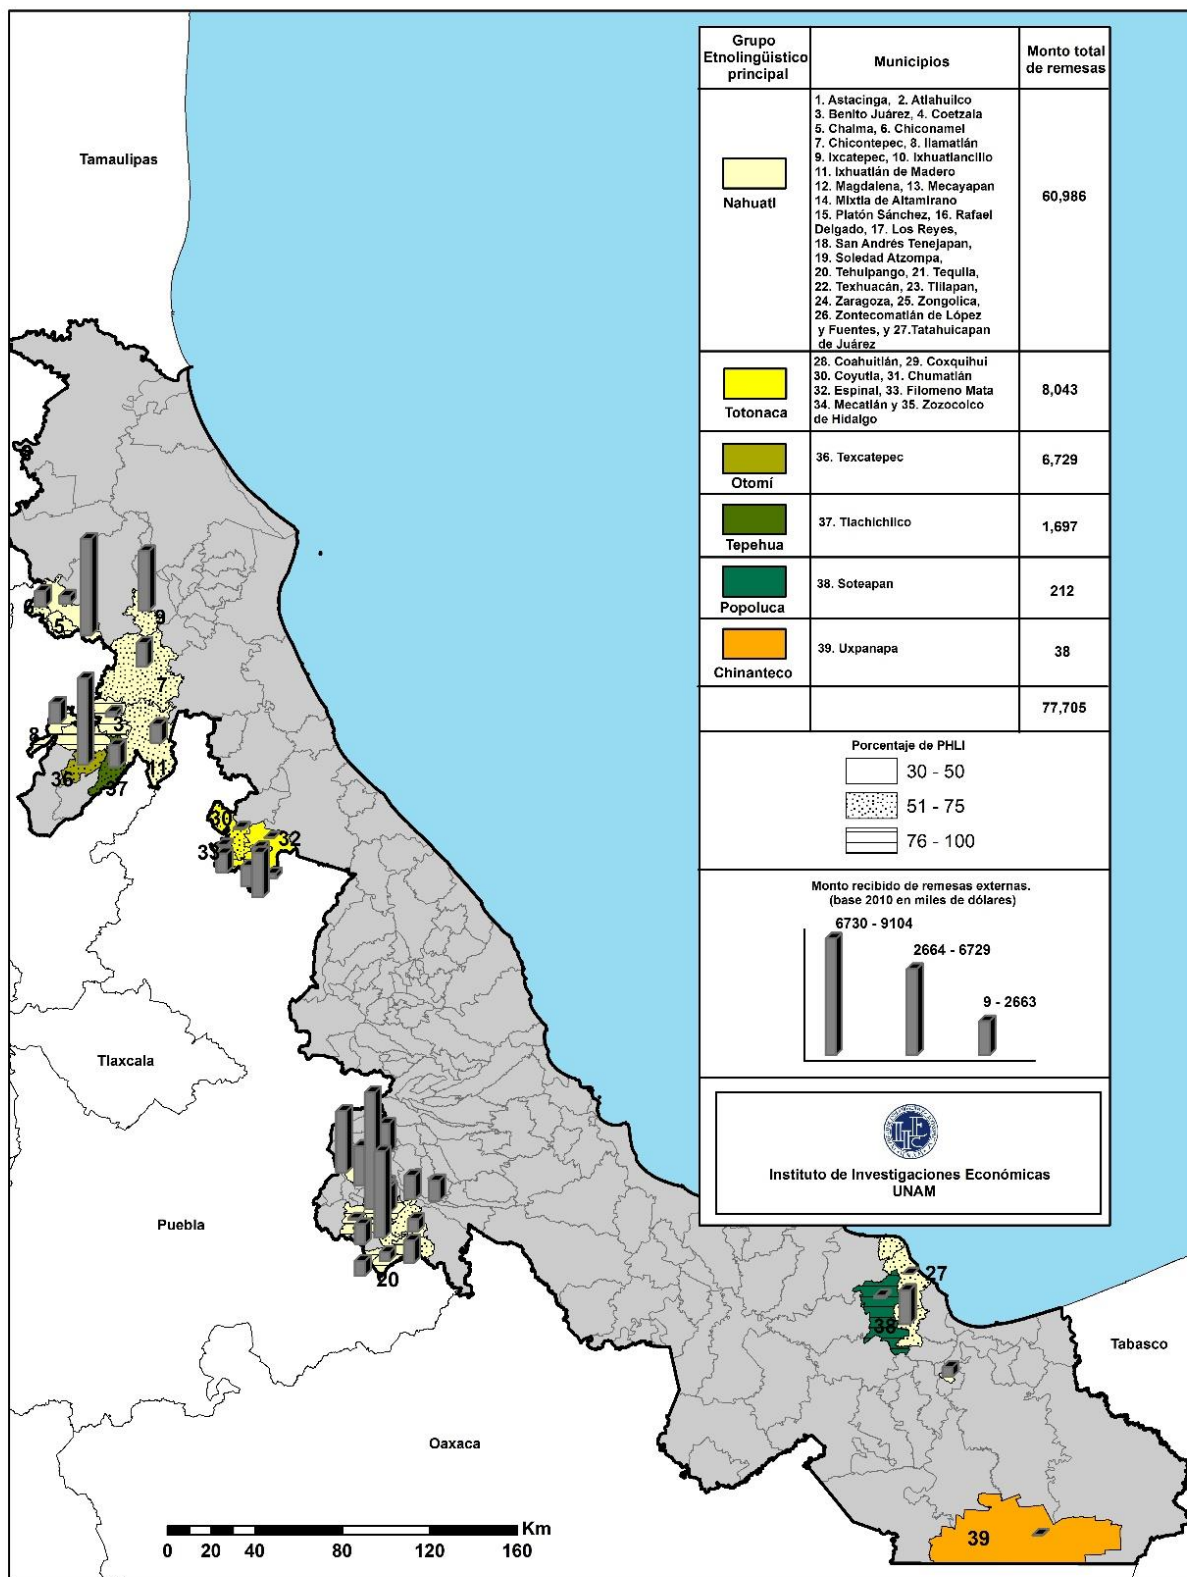 Grupo
Etnolingüistico
principal
Municipios
Monto total
de remesas
Nahuatl
1. Astacinga, 2. Atlahuilco
3. Benito Juárez, 4. Coetzala
5. Chalma, 6. Chiconamel
7. Chicontepec, 8. Ilamatlán
9. Ixcatepec, 10. Ixhuatlancillo
11. Ixhuatlán de Madero
12. Magdalena, 13. Mecayapan
14. Mixtla de Altamirano
15. Platón Sánchez, 16. Rafael
Delgado, 17. Los Reyes,
18. San Andrés Tenejapan,
19. Soledad Atzompa,
20. Tehuipango, 21. Tequila,
22. Texhuacán, 23. Tlilapan,
24. Zaragoza, 25. Zongolica,
26. Zontecomatlán de López
y Fuentes, y 27.Tatahuicapan
de Juárez
60,986
Totonaca
28. Coahuitlán, 29. Coxquihui
30. Coyutla, 31. Chumatlán
32. Espinal, 33. Filomeno Mata
34. Mecatlán y 35. Zozocolco
de Hidalgo
8,043
Otomí
36. Texcatepec
6,729
Tepehua
37. Tlachichilco
1,697
Popoluca
38. Soteapan
212
Chinanteco
39. Uxpanapa
38
77,705
Porcentaje de PHLI
30 - 50
51 - 75
76 - 100
Monto recibido de remesas externas.
(base 2010 en miles de dólares)
6730 - 9104
2664 - 6729
9 - 2663
Instituto de Investigaciones Económicas
UNAM
Tamaulipas
6
5
9
7
3
8
11
36
37
30
32
33
Tlaxcala
Puebla
20
27
38
Tabasco
Oaxaca
39
Km
0 20 40 80 120 160